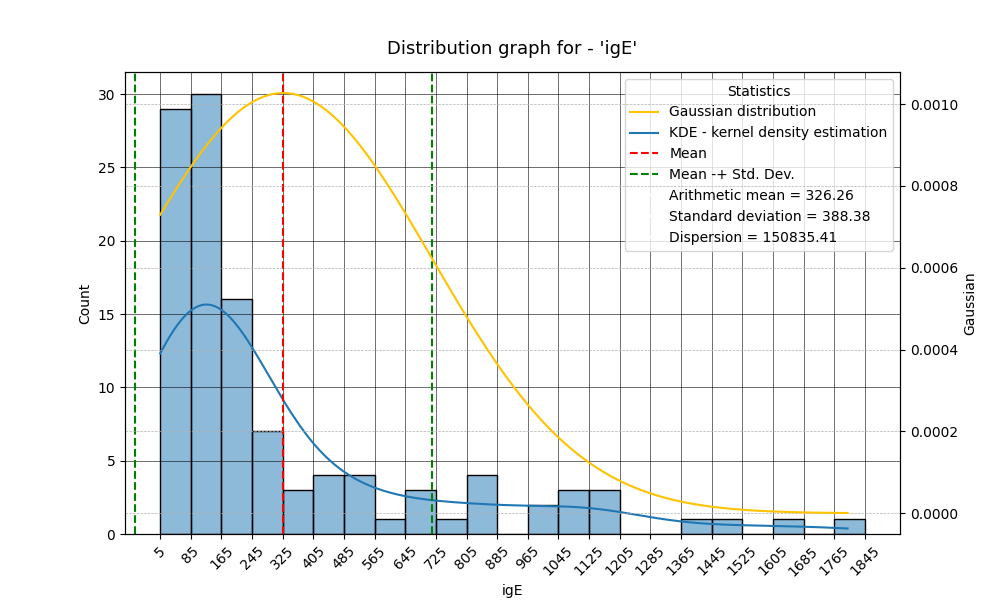 Distribution graph for - 'igE'
Statistics
Gaussian distribution
KDE - kernel density estimation
Mean
Mean -+ Std. Dev.
Arithmetic mean = 326.26
Standard deviation = 388.38
Dispersion = 150835.41
Count
30
25
20
15
10
5
0
Gaussian
0.0010
0.0008
0.0006
0.0004
0.0002
0.0000
5 85 165 245 325 405 485 565 645 725 805 885 965 1045 1125 1205 1285 1365 1445 1525 1605 1685 1765 1845
igE